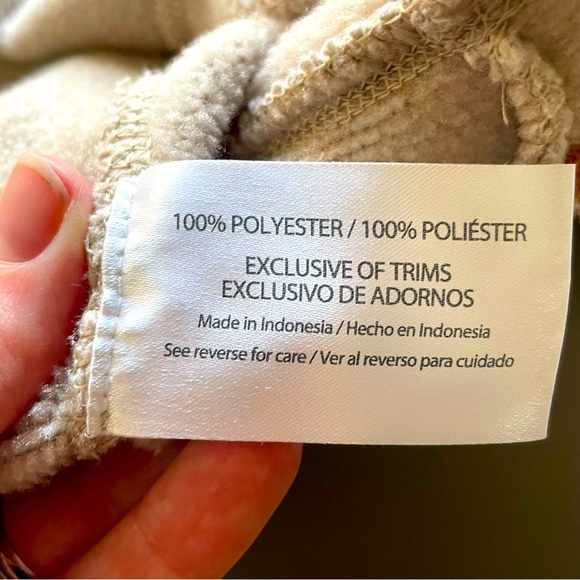 100% POLYESTER / 100% POLIÉSTER
EXCLUSIVE OF TRIMS
EXCLUSIVO DE ADORNOS
Made in Indonesia / Hecho en Indonesia
See reverse for care / Ver al reverso para cuidado